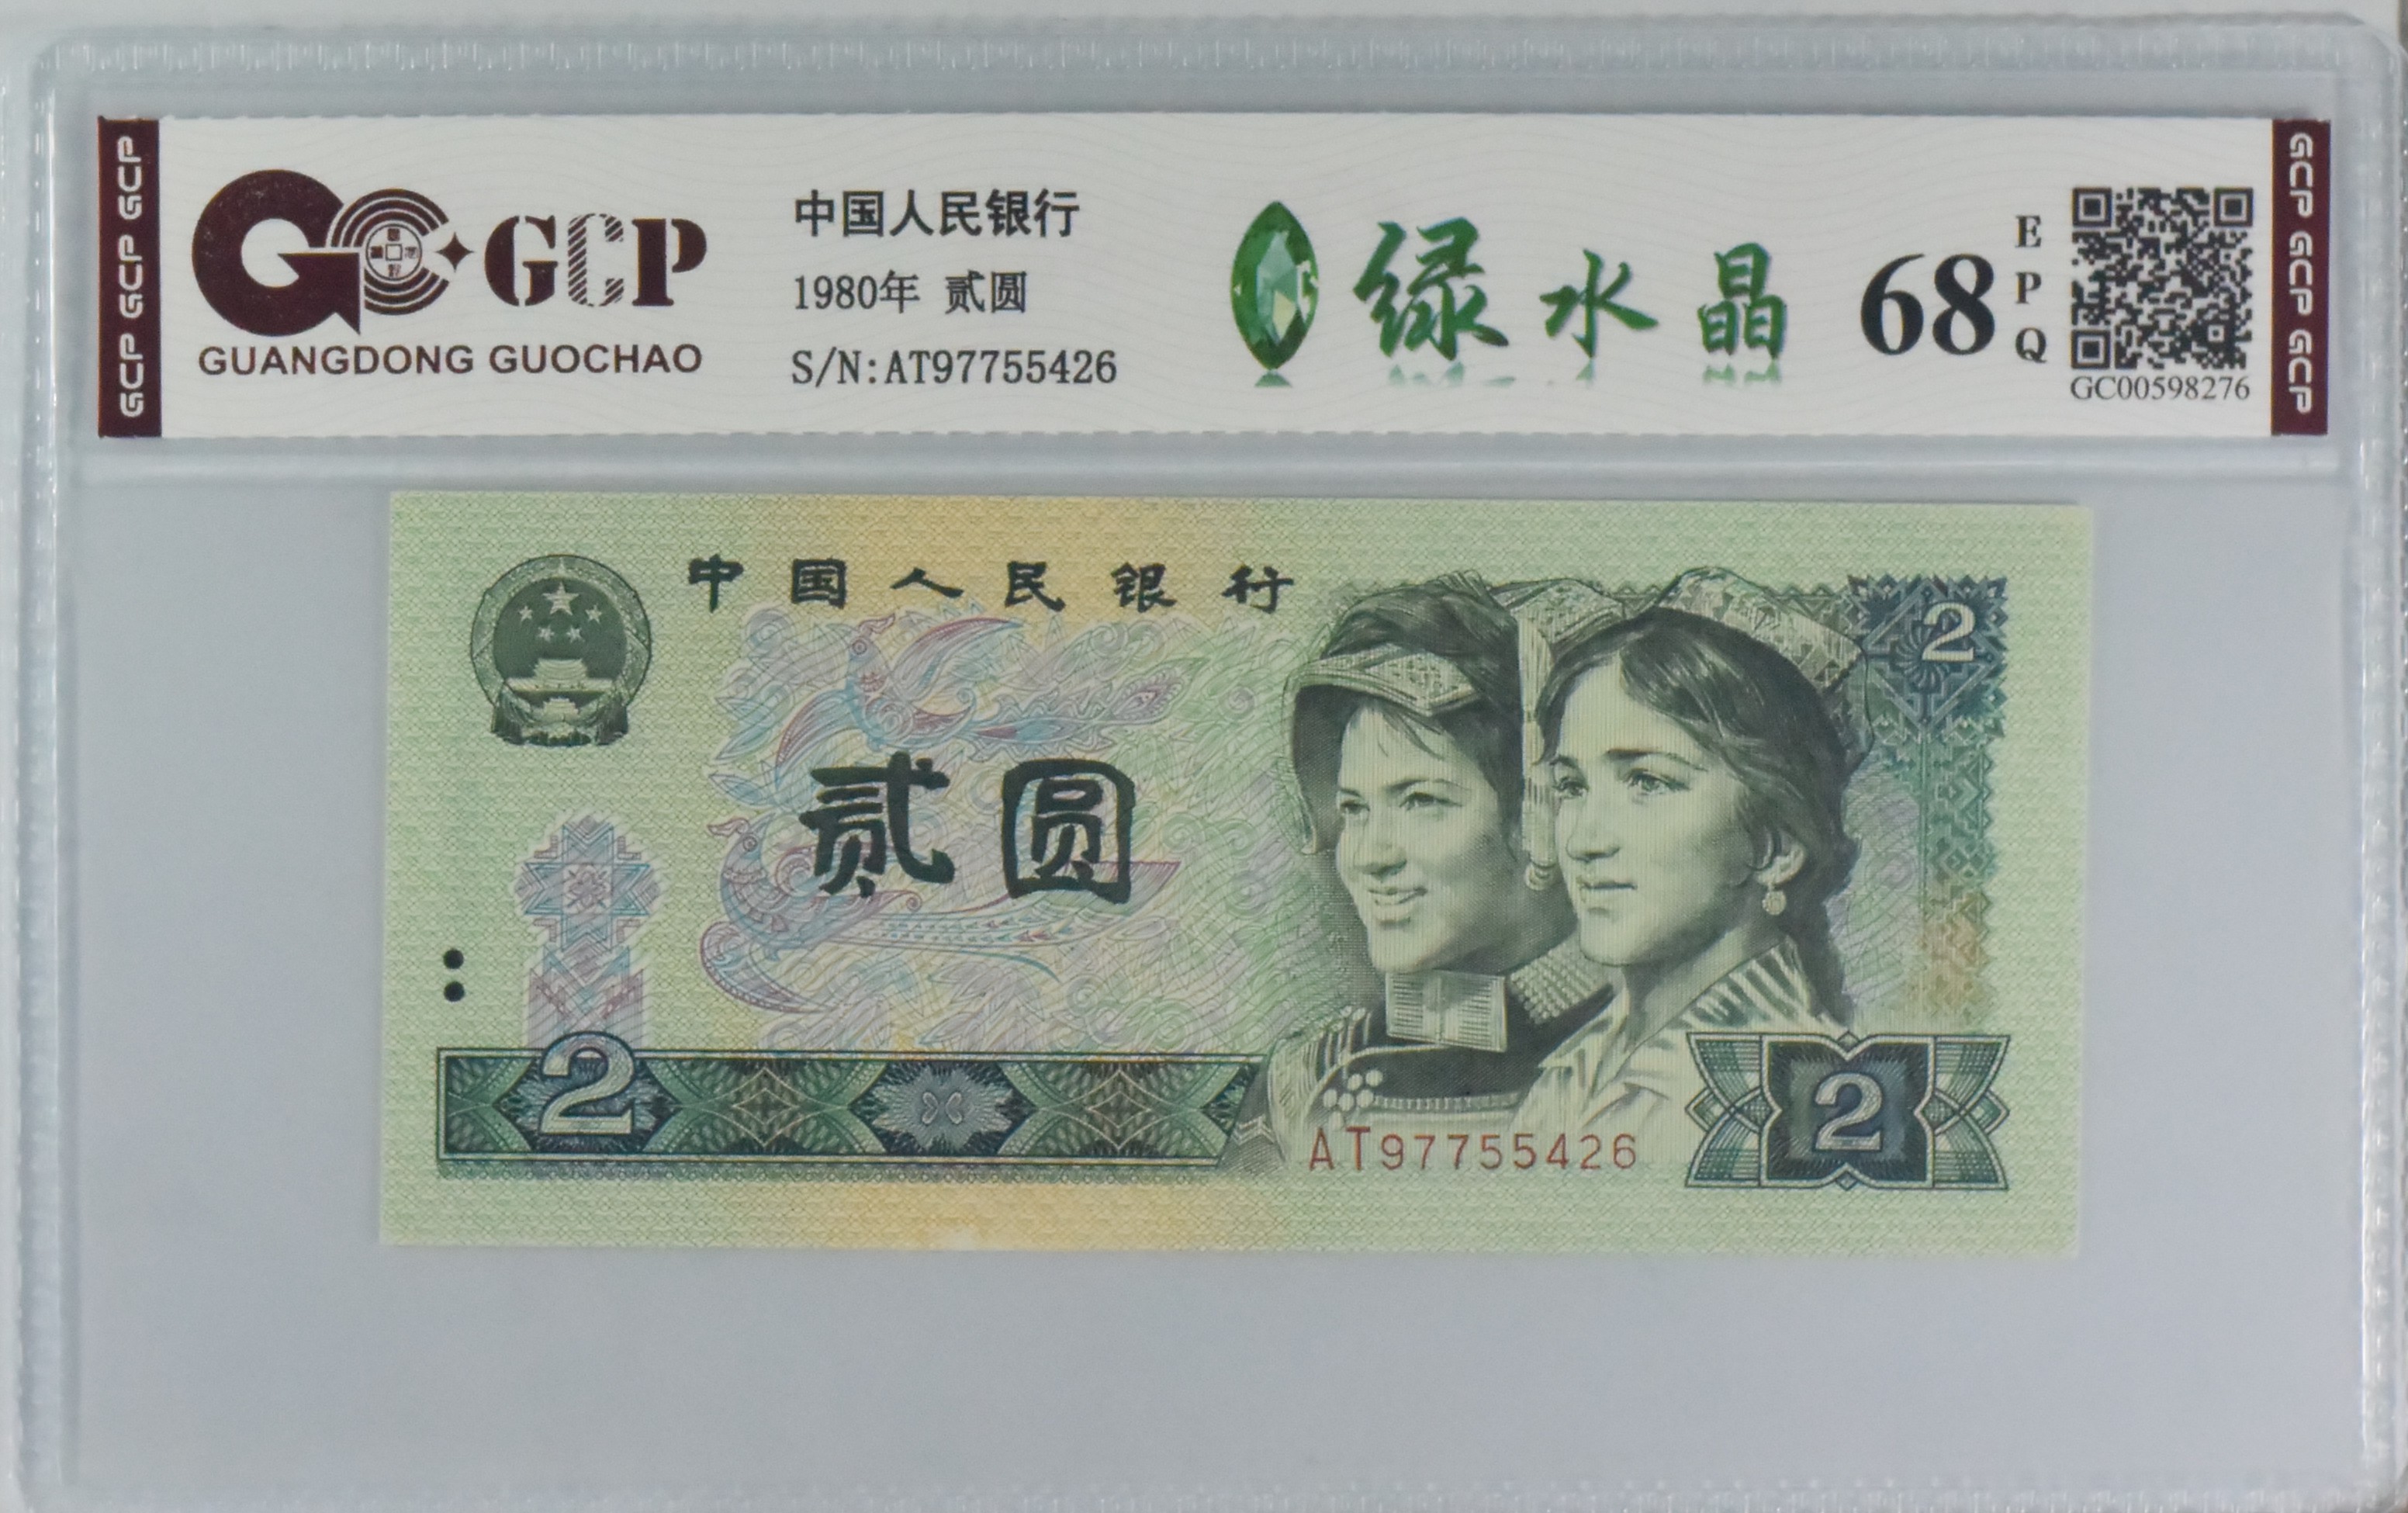 GCP GCP GCP
GCP
GUANGDONG GUOCHAO
中国人民银行
1980年 贰圆
S/N:AT97755426
绿水晶
68
E
P
Q
GC00598276
GCP GCP GCP
中国人民银行
2
贰圆
2
AT97755426
2